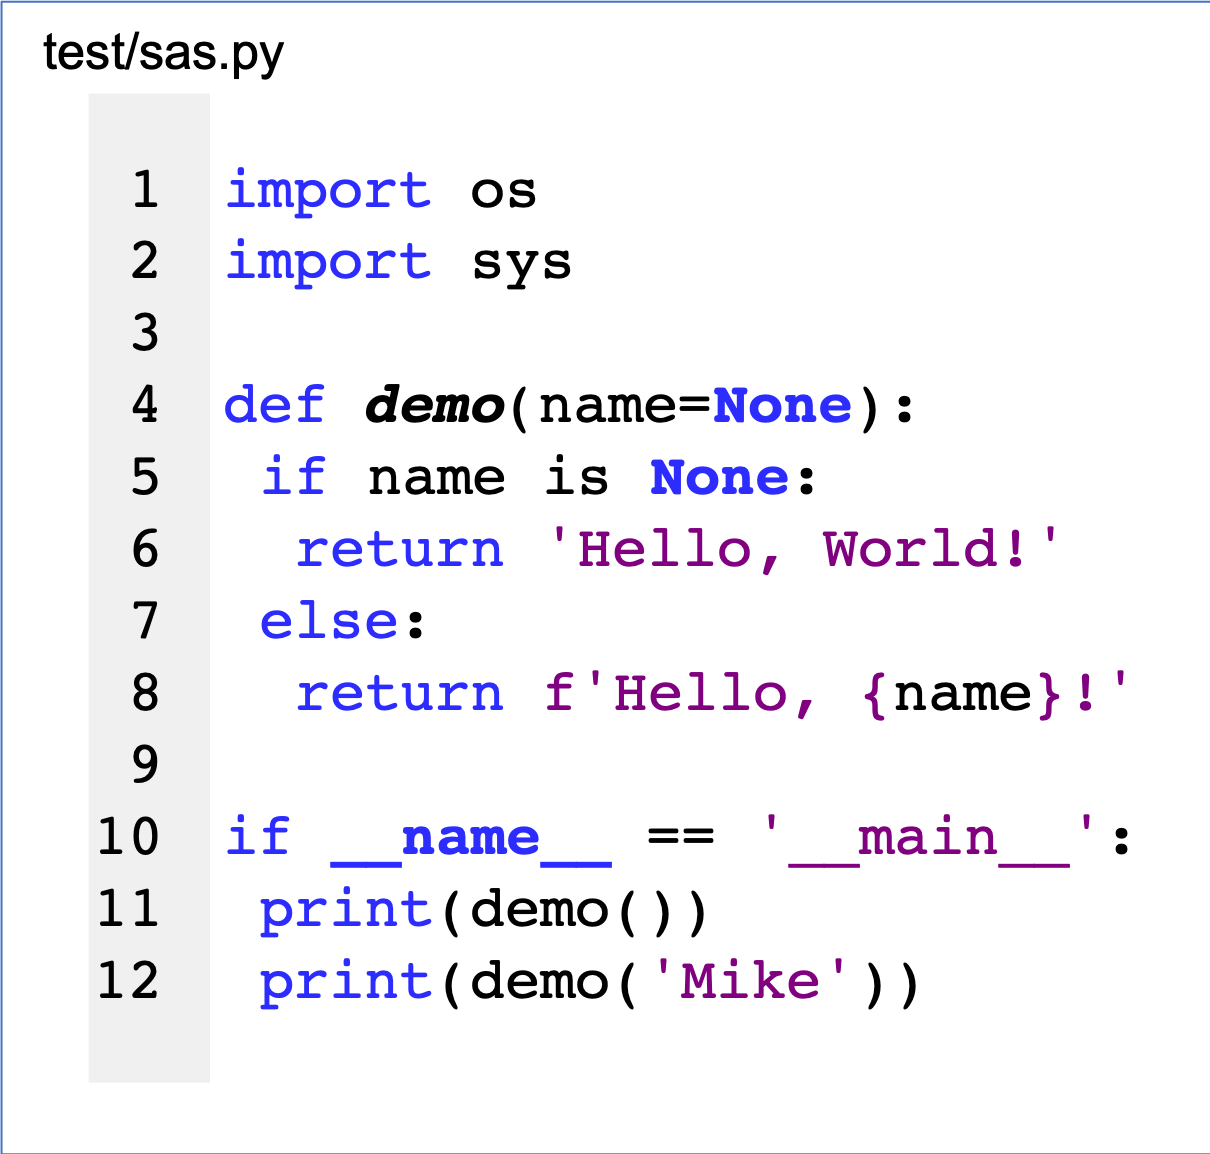 test/sas.py
1 import os
2 import sys
3
4 def demo(name=None):
5  if name is None:
6   return 'Hello, World!'
7  else:
8   return f'Hello, {name}!'
9
10 if __name__ == '__main__':
11  print(demo())
12  print(demo('Mike'))